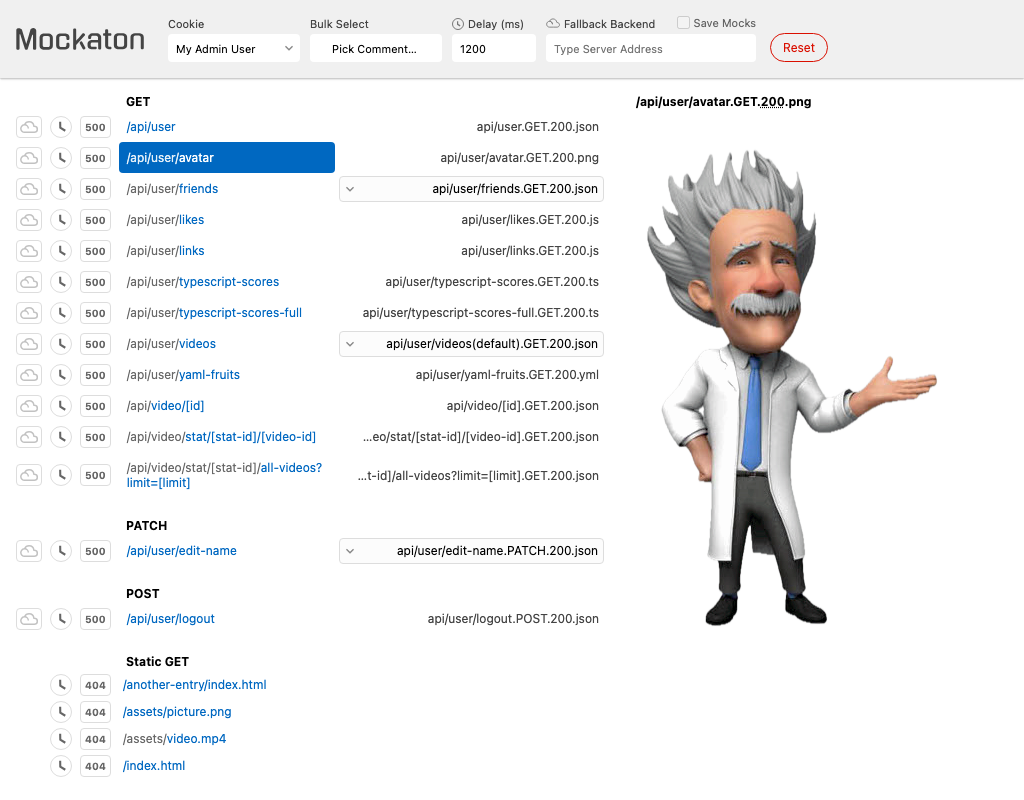 Mockaton
Cookie
My Admin User
Bulk Select
Pick Comment...
Delay (ms)
1200
Fallback Backend
Type Server Address
Save Mocks
Reset
GET
500 /api/user api/user.GET.200.json
500 /api/user/avatar api/user/avatar.GET.200.png
500 /api/user/friends api/user/friends.GET.200.json
500 /api/user/likes api/user/likes.GET.200.js
500 /api/user/links api/user/links.GET.200.js
500 /api/user/typescript-scores api/user/typescript-scores.GET.200.ts
500 /api/user/typescript-scores-full api/user/typescript-scores-full.GET.200.ts
500 /api/user/videos api/user/videos(default).GET.200.json
500 /api/user/yaml-fruits api/user/yaml-fruits.GET.200.yml
500 /api/video/[id] api/video/[id].GET.200.json
500 /api/video/stat/[stat-id]/[video-id] ...eo/stat/[stat-id]/[video-id].GET.200.json
500 /api/video/stat/[stat-id]/all-videos? ...t-id]/all-videos?limit=[limit].GET.200.json
limit=[limit]
PATCH
500 /api/user/edit-name api/user/edit-name.PATCH.200.json
POST
500 /api/user/logout api/user/logout.POST.200.json
Static GET
404 /another-entry/index.html
404 /assets/picture.png
404 /assets/video.mp4
404 /index.html
/api/user/avatar.GET.200.png